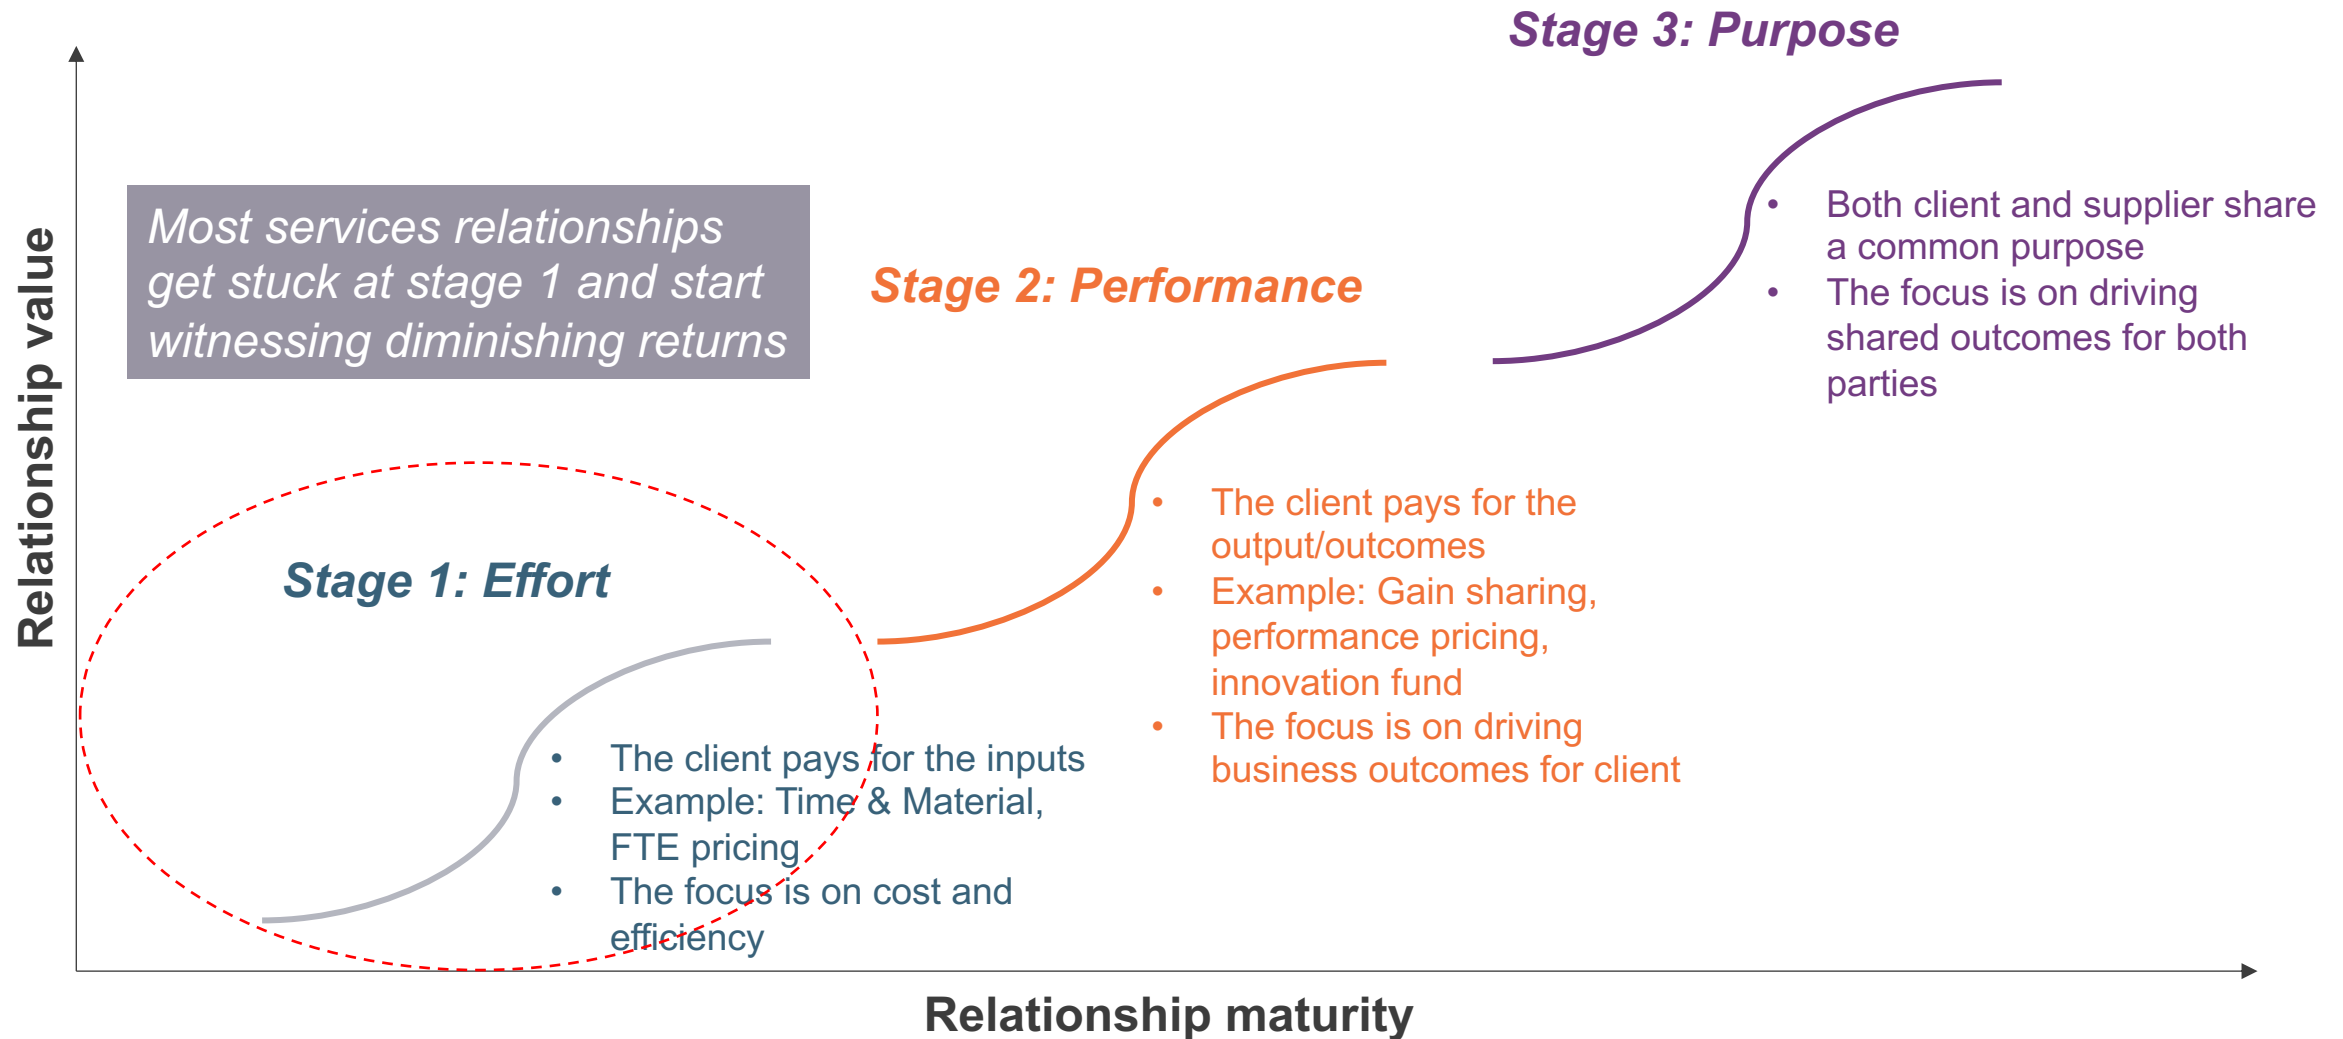 Stage 3: Purpose
Relationship value
Most services relationships
get stuck at stage 1 and start
witnessing diminishing returns
Stage 2: Performance
• Both client and supplier share
a common purpose
• The focus is on driving
shared outcomes for both
parties
Stage 1: Effort
• The client pays for the
output/outcomes
• Example: Gain sharing,
performance pricing,
innovation fund
• The focus is on driving
business outcomes for client
• The client pays for the inputs
• Example: Time & Material,
FTE pricing
• The focus is on cost and
efficiency
Relationship maturity